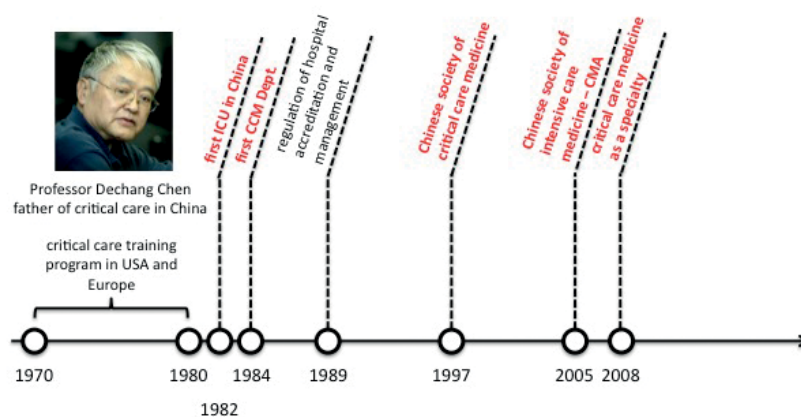 Professor Dechang Chen
father of critical care in China
critical care training
program in USA and
Europe
first ICU in China
first CCM Dept.
regulation of hospital
accreditation and
management
Chinese society of
critical care medicine
Chinese society of
intensive care
medicine – CMA
critical care medicine
as a specialty
1970
1980
1982
1984
1989
1997
2005
2008